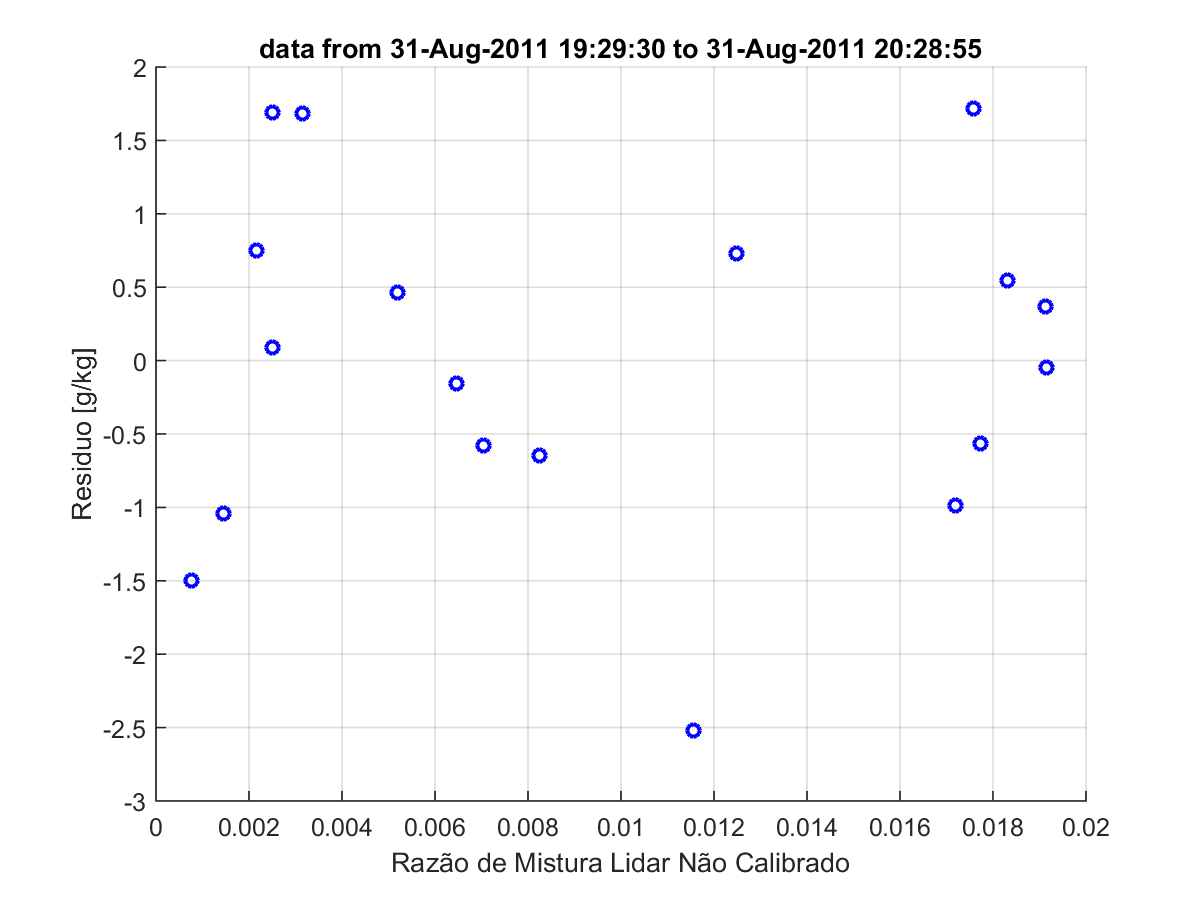 data from 31-Aug-2011 19:29:30 to 31-Aug-2011 20:28:55
2
1.5
1
0.5
0
-0.5
-1
-1.5
-2
-2.5
-3
Residuo [g/kg]
0 0.002 0.004 0.006 0.008 0.01 0.012 0.014 0.016 0.018 0.02
Razão de Mistura Lidar Não Calibrado